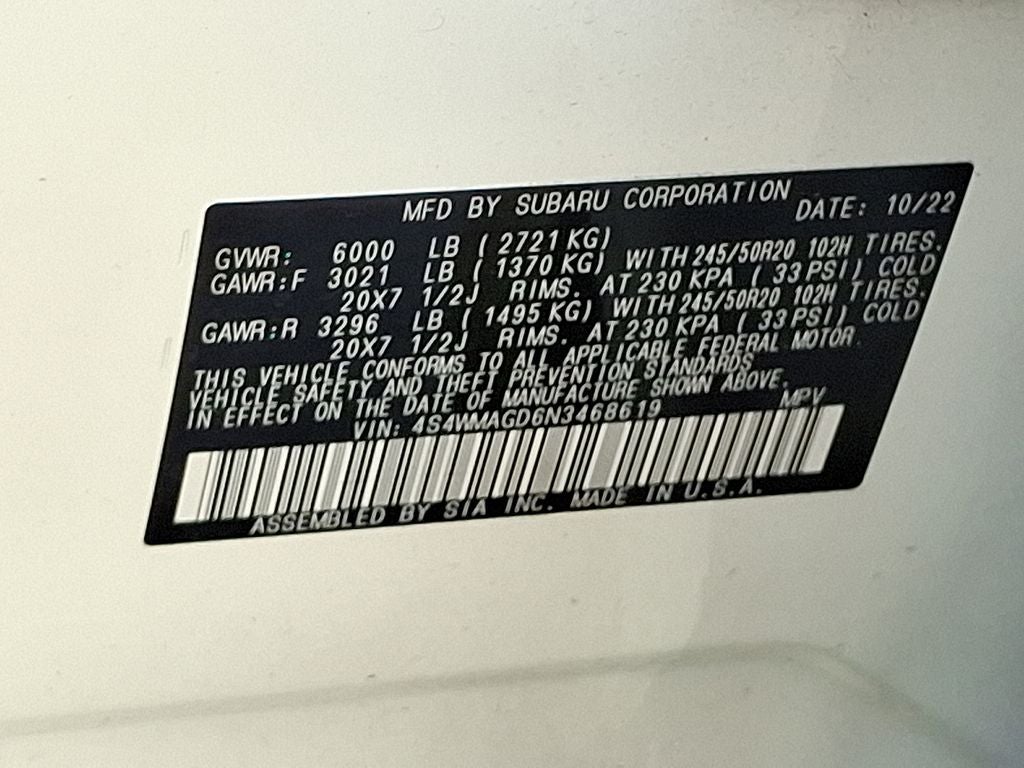 MFD BY SUBARU CORPORATION DATE: 10/22
GVWR: 6000 LB ( 2721 KG)
GAWR:F 3021 LB ( 1370 KG) WITH 245/50R20 102H TIRES.
20X7 1/2J RIMS. AT 230 KPA ( 33 PSI) COLD
GAWR:R 3296 LB ( 1495 KG) WITH 245/50R20 102H TIRES.
20X7 1/2J RIMS. AT 230 KPA ( 33 PSI) COLD
THIS VEHICLE CONFORMS TO ALL APPLICABLE FEDERAL MOTOR
VEHICLE SAFETY AND THEFT PREVENTION STANDARDS
IN EFFECT ON THE DATE OF MANUFACTURE SHOWN ABOVE.
VIN: 4S4WMAGD6N3468619 MPV
ASSEMBLED BY SIA INC. MADE IN U.S.A.